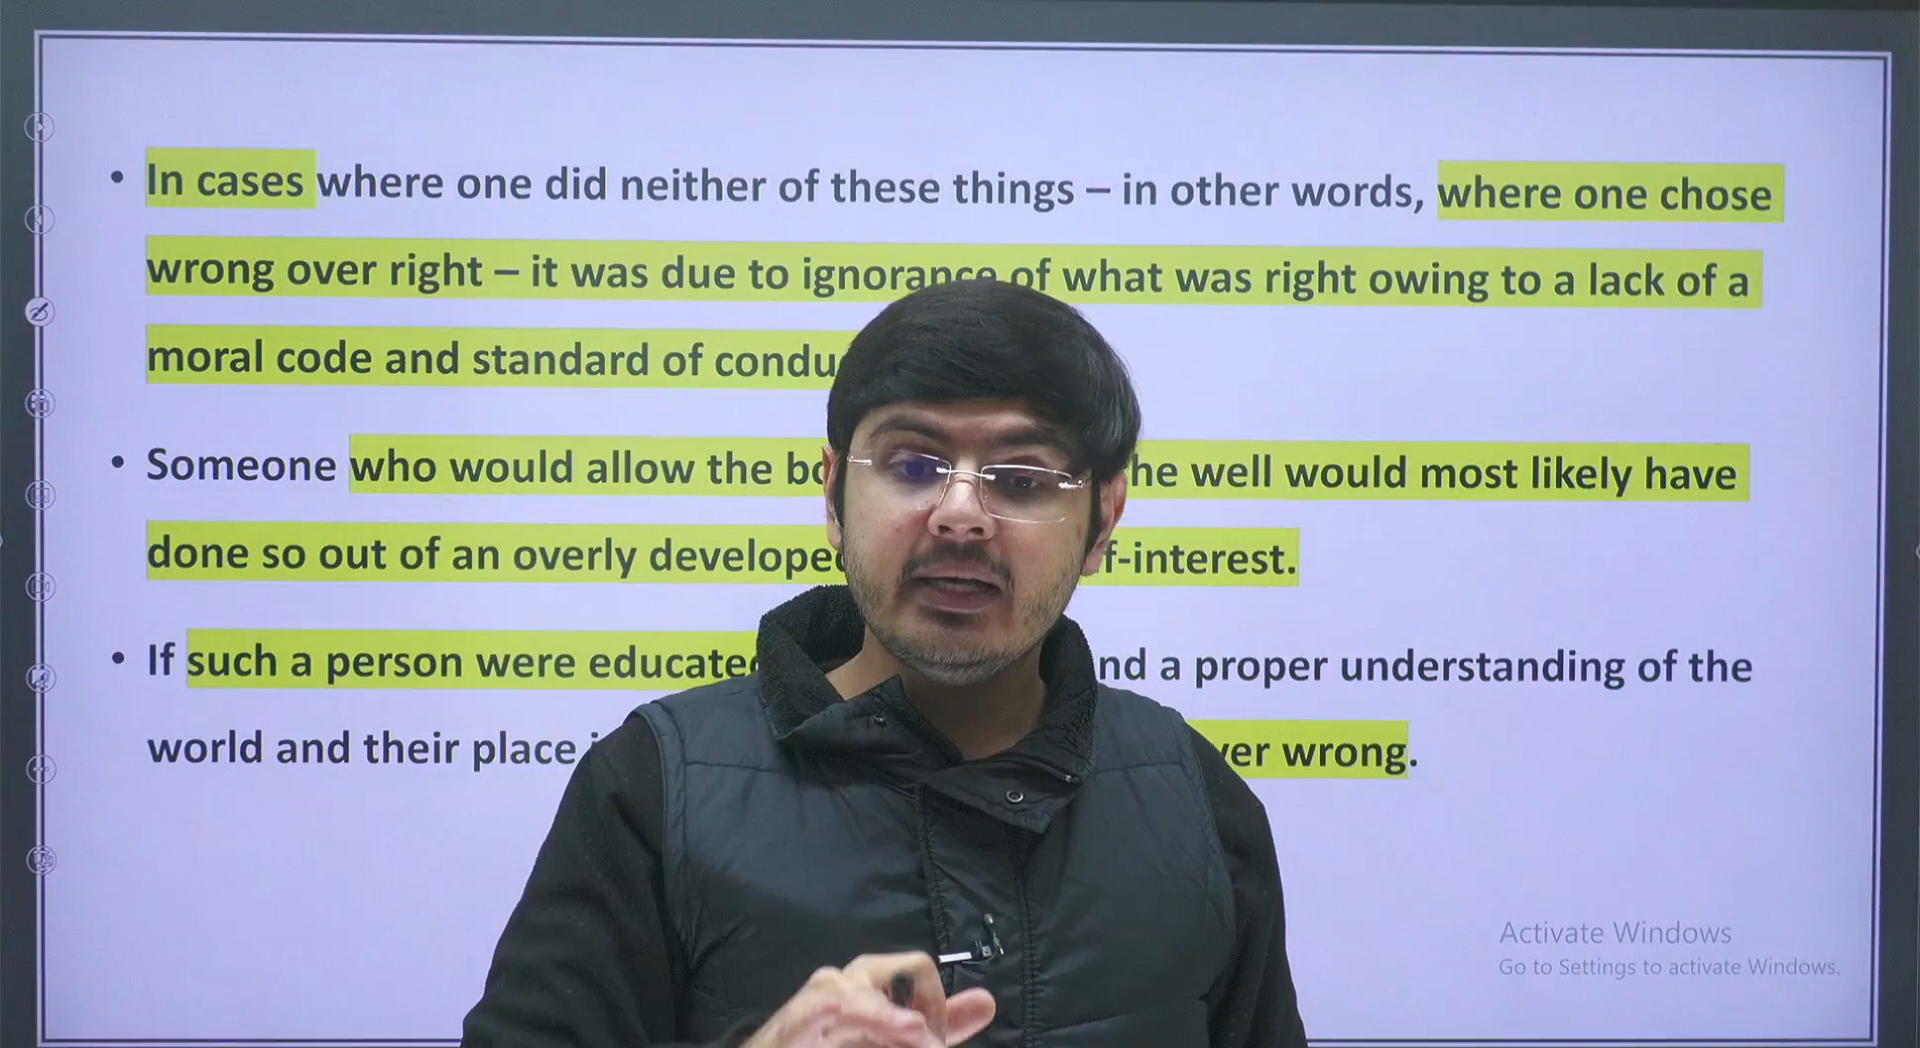 • In cases where one did neither of these things – in other words, where one chose
wrong over right – it was due to ignorance of what was right owing to a lack of a
moral code and standard of condu
• Someone who would allow the he well would most likely have
done so out of an overly develope f-interest.
• If such a person were educate nd a proper understanding of the
world and their place ver wrong.
Activate Windows
Go to Settings to activate Windows.